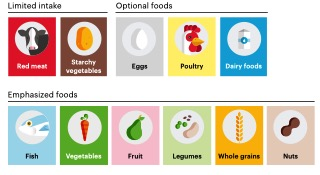 Limited intake
Optional foods
Red meat
Starchy
vegetables
Eggs
Poultry
Dairy foods
Emphasized foods
Fish
Vegetables
Fruit
Legumes
Whole grains
Nuts